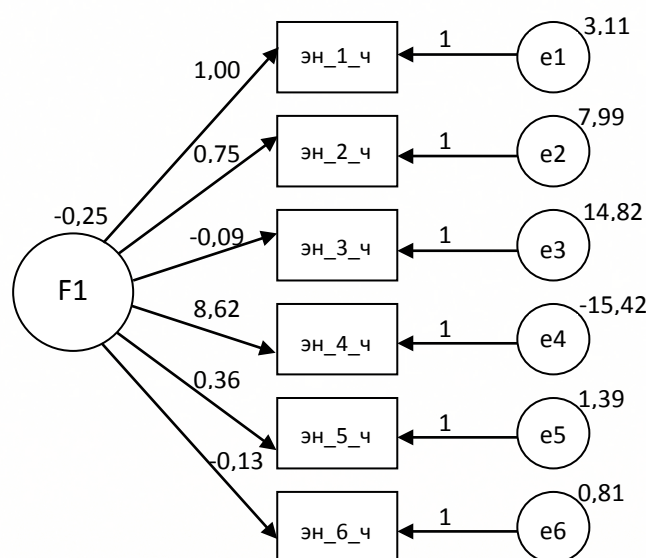 3,11
1,00
эн_1_ч
1
e1
7,99
0,75
эн_2_ч
1
e2
-0,25
14,82
-0,09
эн_3_ч
1
e3
F1
8,62
эн_4_ч
1
-15,42
e4
0,36
эн_5_ч
1
1,39
e5
-0,13
эн_6_ч
1
0,81
e6